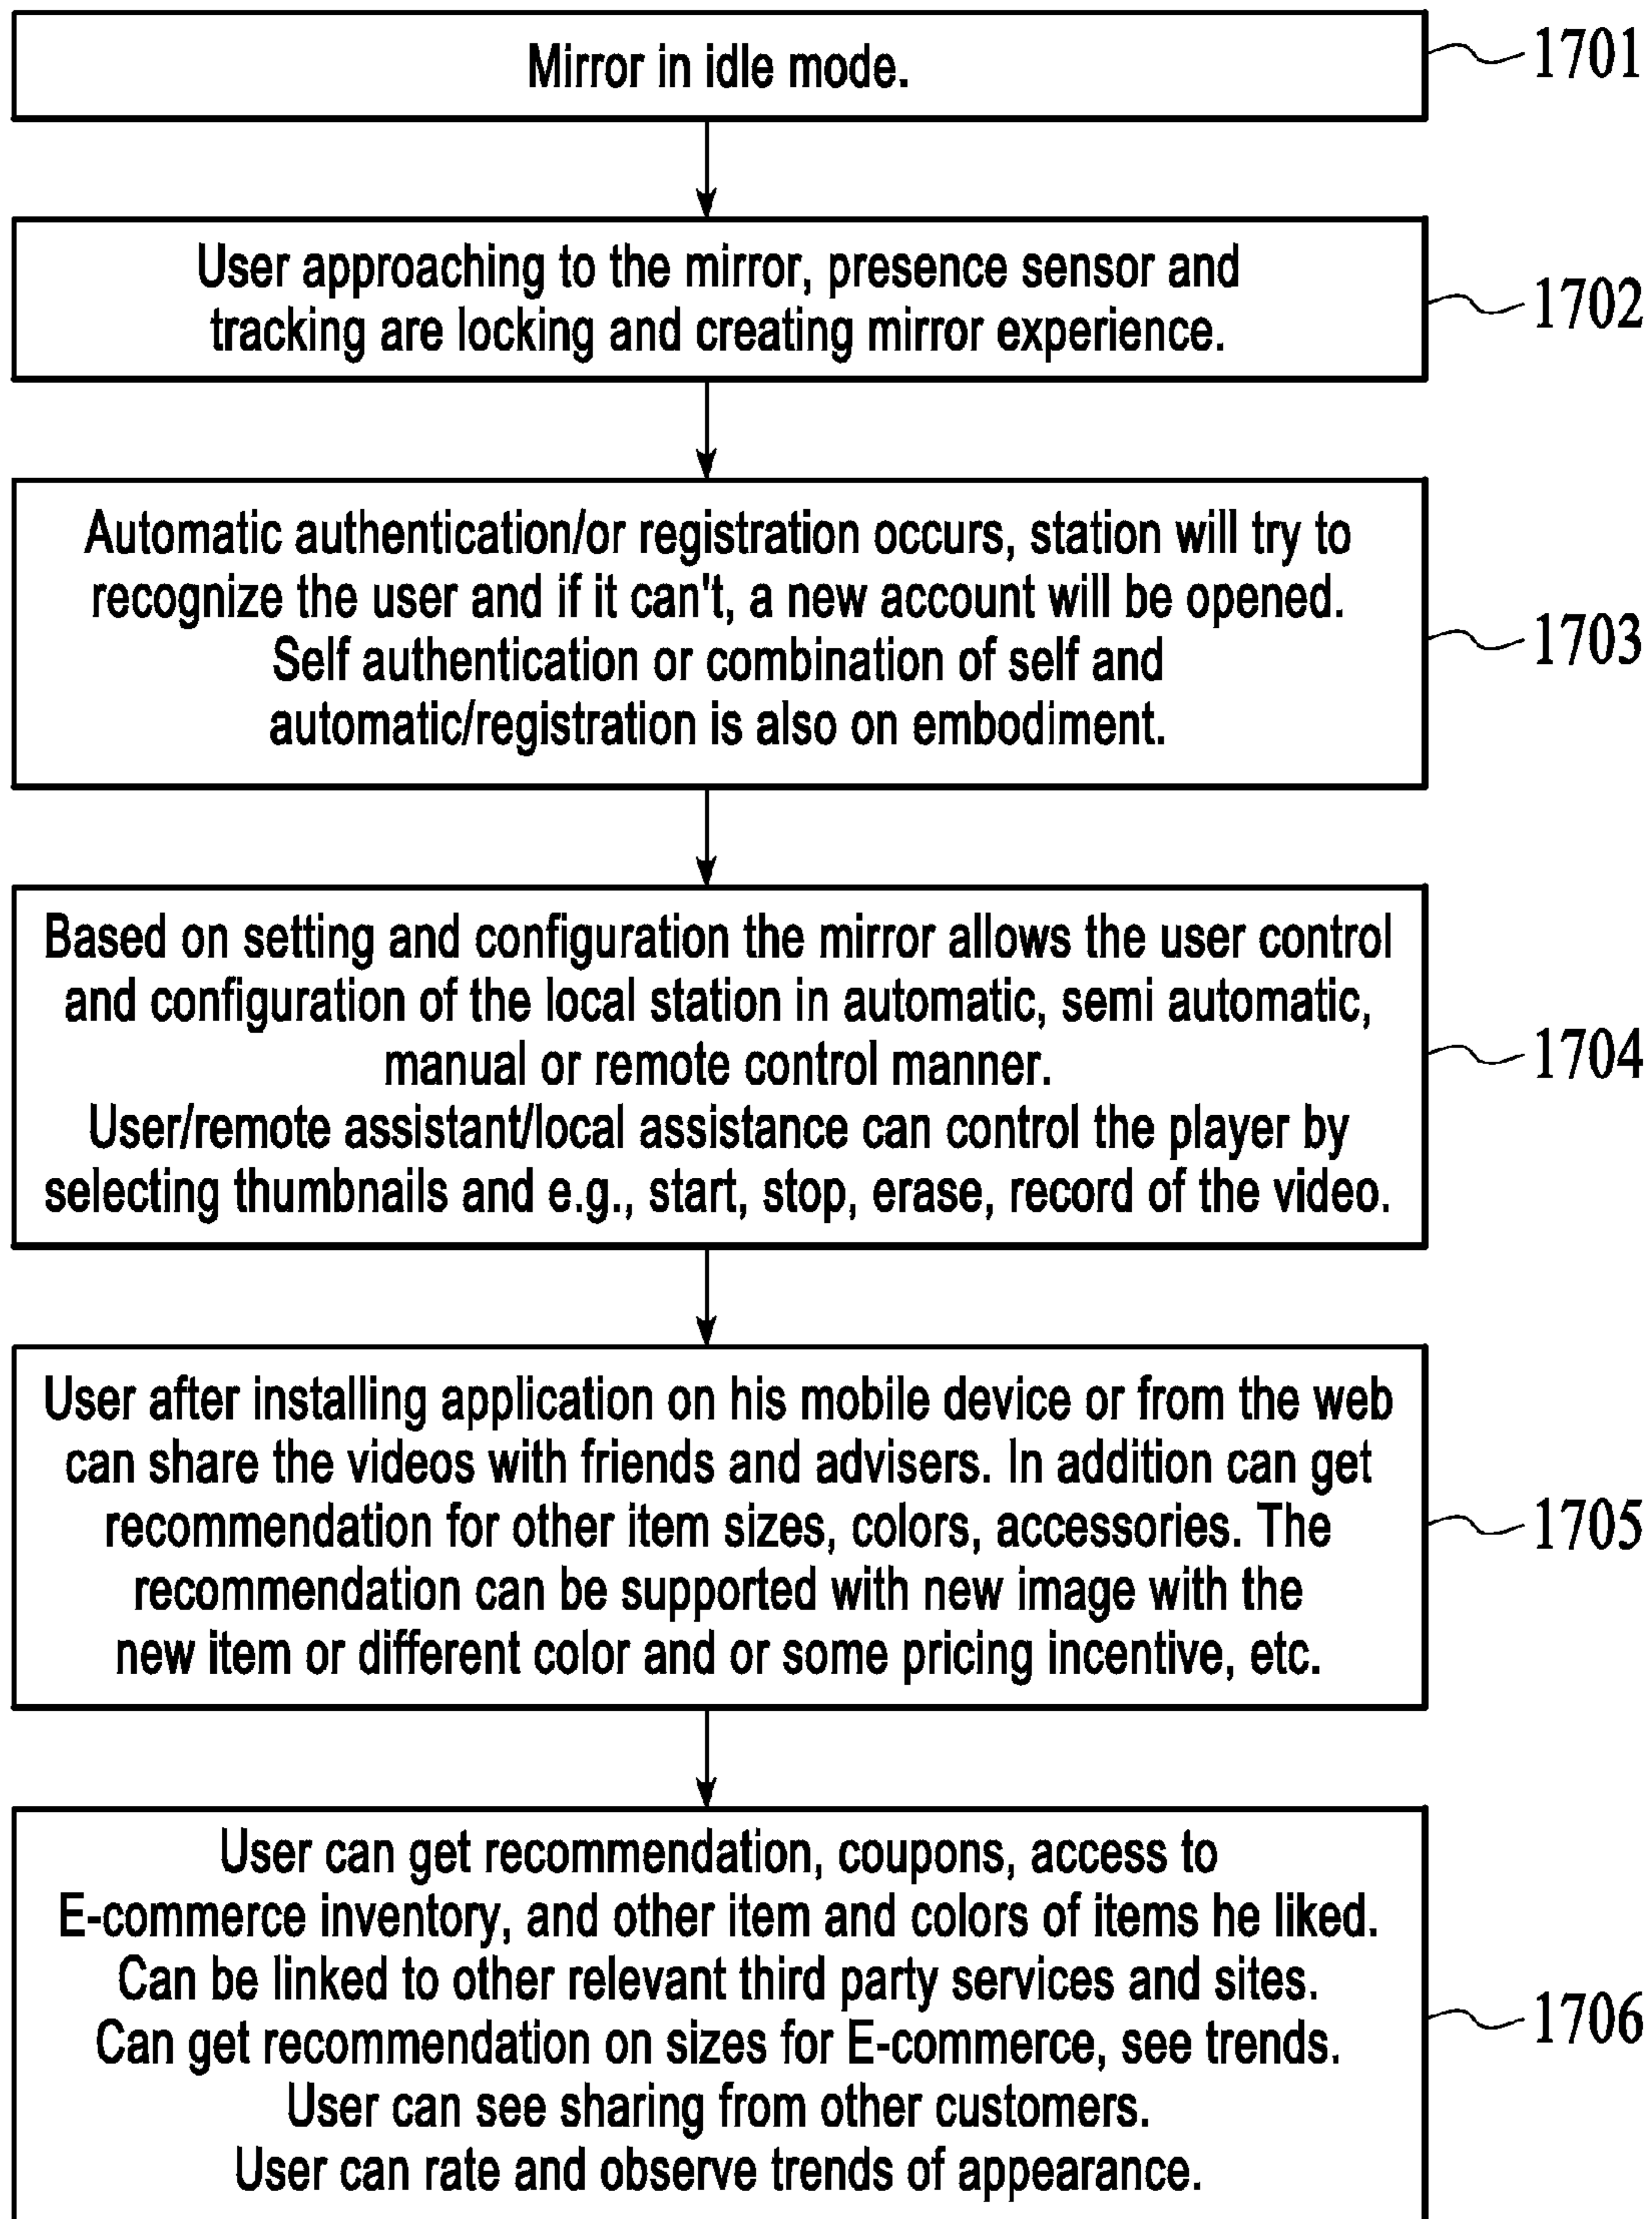 Mirror in idle mode.
1701
User approaching to the mirror, presence sensor and
tracking are locking and creating mirror experience.
1702
Automatic authentication/or registration occurs, station will try to
recognize the user and if it can't, a new account will be opened.
Self authentication or combination of self and
automatic/registration is also on embodiment.
1703
Based on setting and configuration the mirror allows the user control
and configuration of the local station in automatic, semi automatic,
manual or remote control manner.
User/remote assistant/local assistance can control the player by
selecting thumbnails and e.g., start, stop, erase, record of the video.
1704
User after installing application on his mobile device or from the web
can share the videos with friends and advisers. In addition can get
recommendation for other item sizes, colors, accessories. The
recommendation can be supported with new image with the
new item or different color and or some pricing incentive, etc.
1705
User can get recommendation, coupons, access to
E-commerce inventory, and other item and colors of items he liked.
Can be linked to other relevant third party services and sites.
Can get recommendation on sizes for E-commerce, see trends.
User can see sharing from other customers.
User can rate and observe trends of appearance.
1706